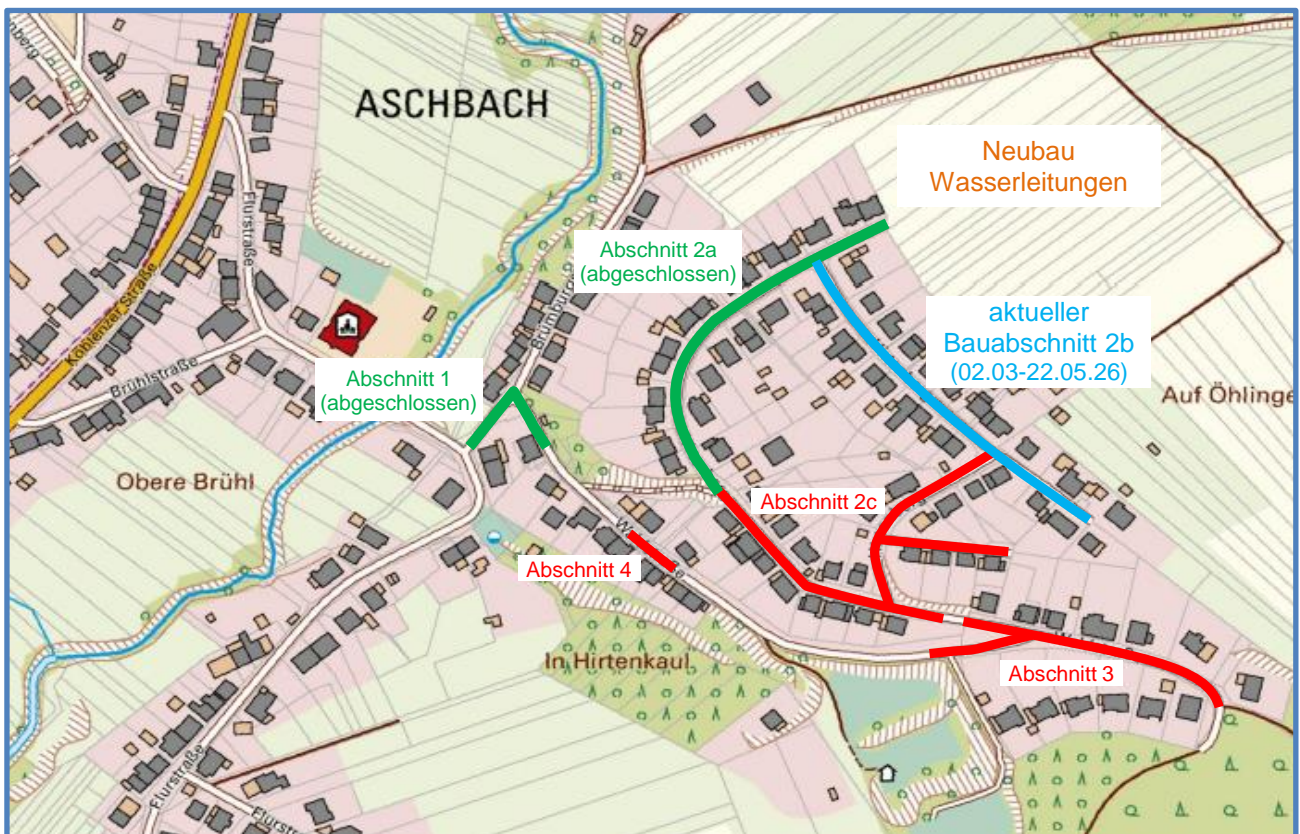 ASCHBACH
Neubau
Wasserleitungen
Abschnitt 2a
(abgeschlossen)
aktueller
Bauabschnitt 2b
(02.03-22.05.26)
Flurstraße
Koblenzer Straße
Brühlstraße
Abschnitt 1
(abgeschlossen)
Auf Öhlinge
Obere Brühl
Abschnitt 2c
Abschnitt 4
In Hirtenkaul
Abschnitt 3
Flurstraße